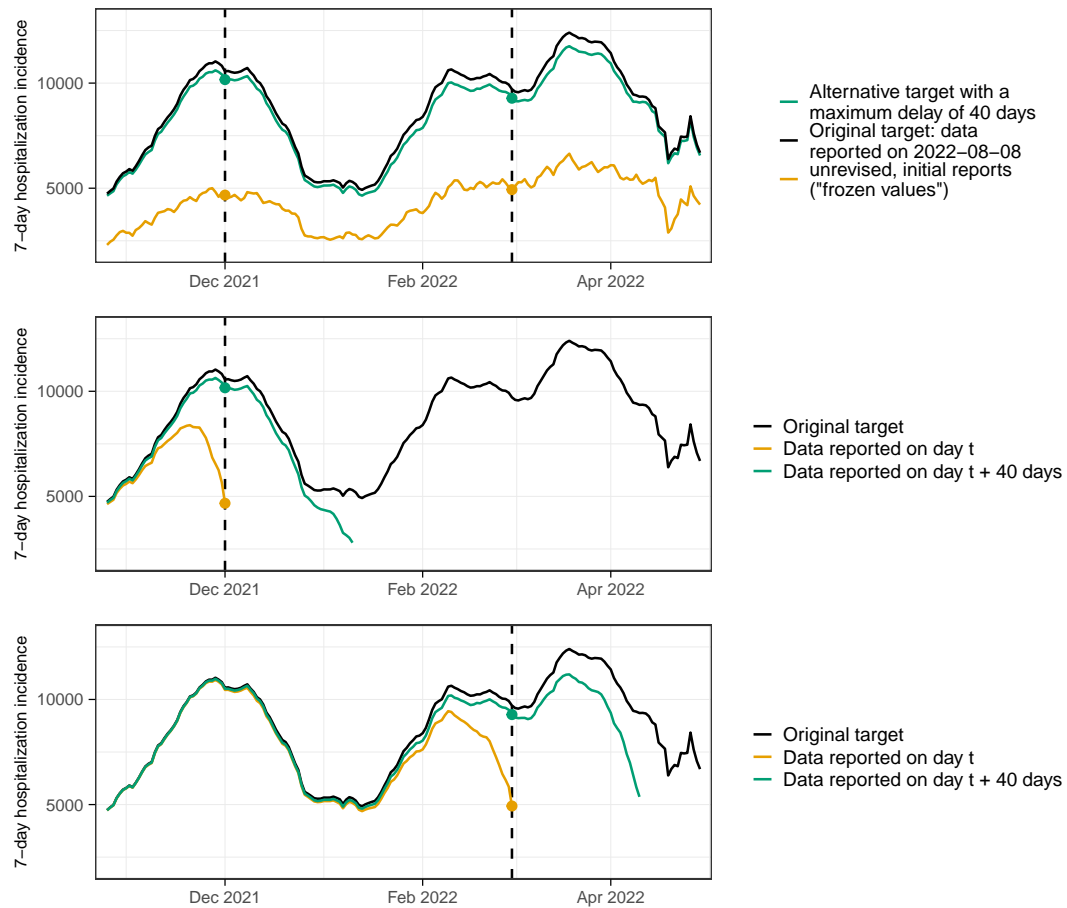 7−day hospitalization incidence
10000
5000
Dec 2021
Feb 2022
Apr 2022
Alternative target with a
maximum delay of 40 days
Original target: data
reported on 2022−08−08
unrevised, initial reports
("frozen values")
7−day hospitalization incidence
10000
5000
Dec 2021
Feb 2022
Apr 2022
Original target
Data reported on day t
Data reported on day t + 40 days
7−day hospitalization incidence
10000
5000
Dec 2021
Feb 2022
Apr 2022
Original target
Data reported on day t
Data reported on day t + 40 days